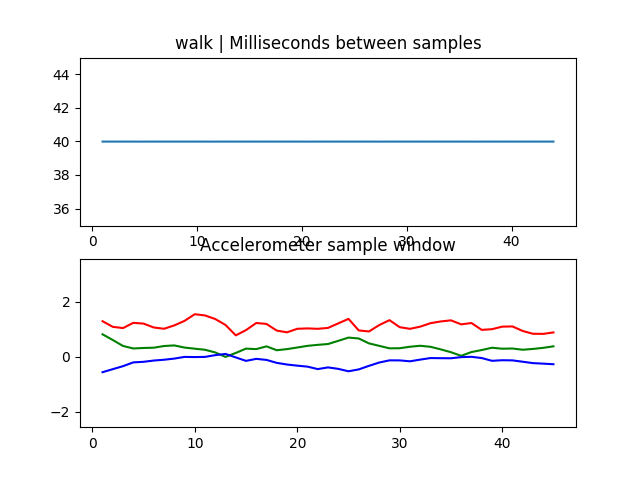 walk | Milliseconds between samples
44
42
40
38
36
0 10 20 30 40
Accelerometer sample window
2
0
−2
0 10 20 30 40